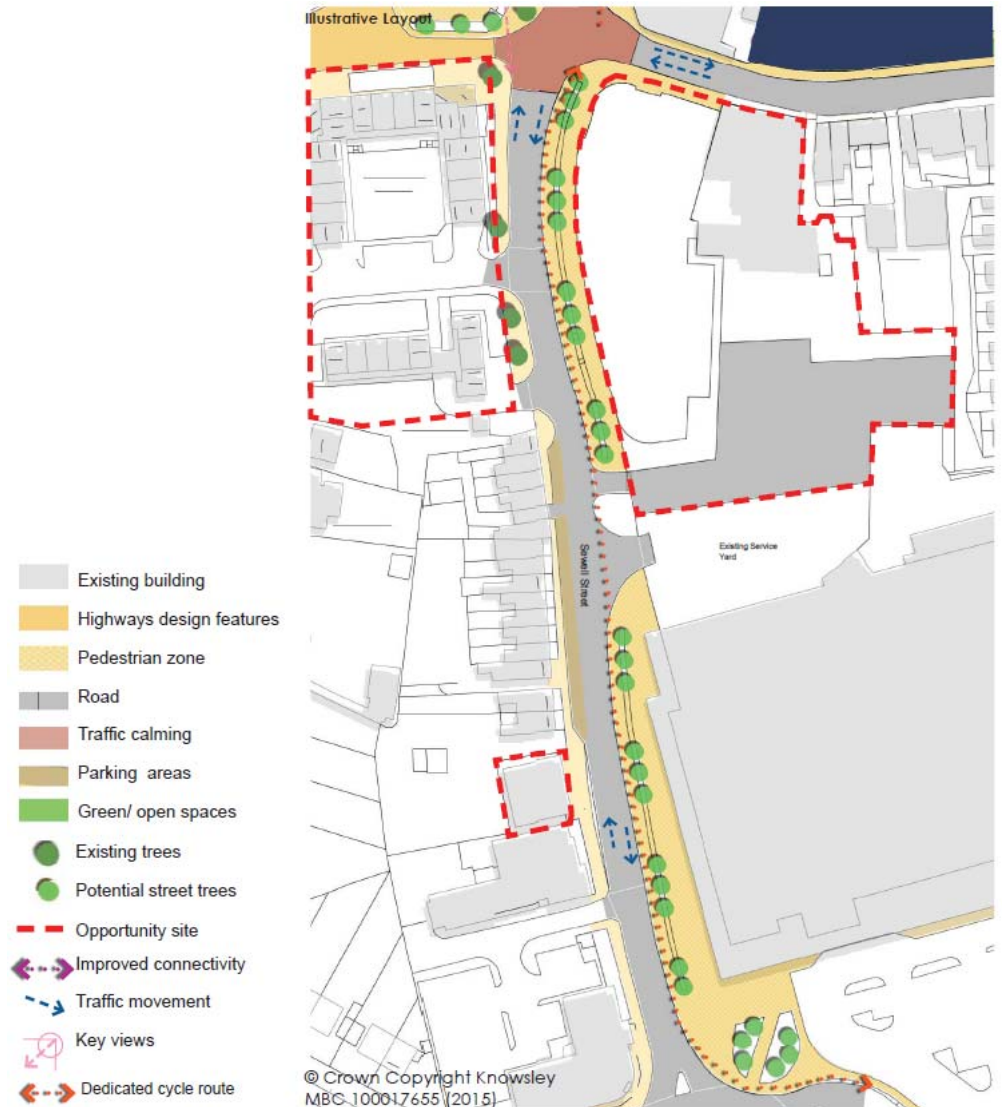 Illustrative Layout
Sewell Street
Existing Service
Yard
Existing building
Highways design features
Pedestrian zone
Road
Traffic calming
Parking areas
Green/ open spaces
Existing trees
Potential street trees
Opportunity site
Improved connectivity
Traffic movement
Key views
Dedicated cycle route
© Crown Copyright Knowsley
MBC 100017655 (2015)